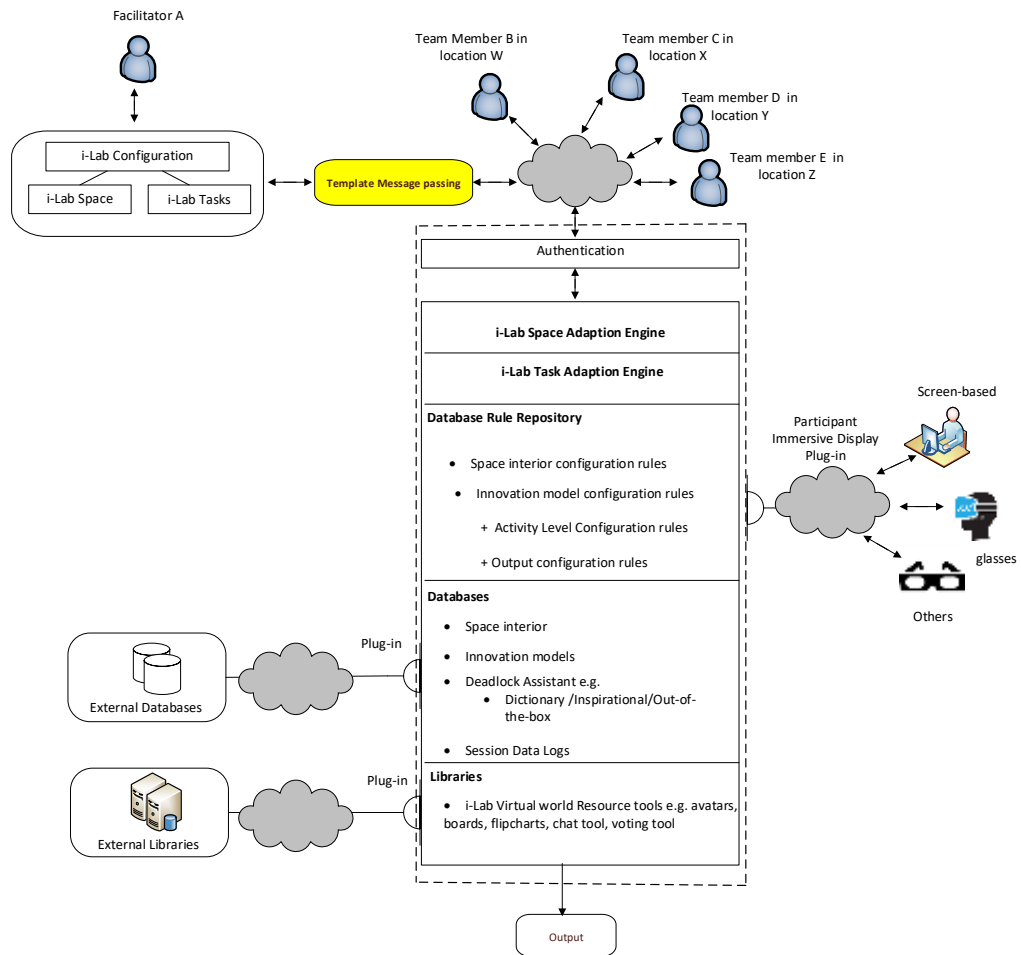 Facilitator A
Team Member B in
location W
Team member C in
location X
Team member D  in
location Y
Team member E  in
location Z
i-Lab Configuration
i-Lab Space
i-Lab Tasks
Template Message passing
Authentication
i-Lab Space Adaption Engine
i-Lab Task Adaption Engine
Database Rule Repository
• Space interior configuration rules
• Innovation model configuration rules
+ Activity Level Configuration rules
+ Output configuration rules
Participant
Immersive Display
Plug-in
Screen-based
glasses
Others
Databases
• Space interior
• Innovation models
• Deadlock Assistant e.g.
• Dictionary /Inspirational/Out-of-
the-box
• Session Data Logs
Plug-in
External Databases
Libraries
• i-Lab Virtual world Resource tools e.g. avatars,
boards, flipcharts, chat tool, voting tool
Plug-in
External Libraries
Output